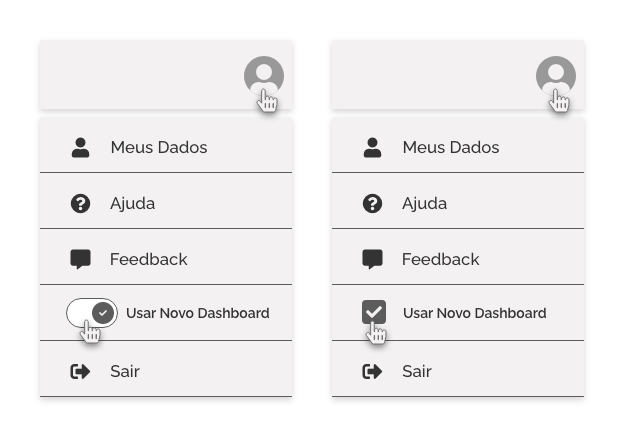 Meus Dados
Ajuda
Feedback
Usar Novo Dashboard
Sair
Meus Dados
Ajuda
Feedback
Usar Novo Dashboard
Sair